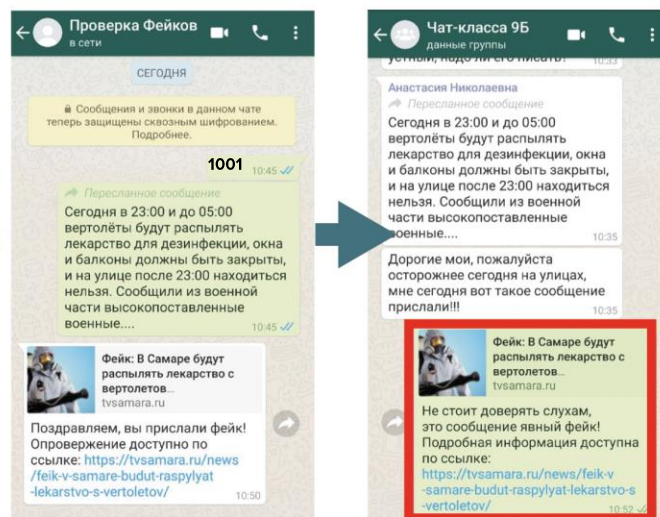 Проверка Фейков
в сети
СЕГОДНЯ
Сообщения и звонки в данном чате
теперь защищены сквозным шифрованием.
Подробнее.
1001 10:45
Пересланное сообщение
Сегодня в 23:00 и до 05:00
вертолёты будут распылять
лекарство для дезинфекции, окна
и балконы должны быть закрыты,
и на улице после 23:00 находиться
нельзя. Сообщили из военной
части высокопоставленные
военные.... 10:45
Фейк: В Самаре будут
распылять лекарство с
вертолетов...
tvsamara.ru
Поздравляем, вы прислали фейк!
Опровержение доступно по
ссылке: https://tvsamara.ru/news
/feik-v-samare-budut-raspylyat
-lekarstvo-s-vertoletov/ 10:50
Чат-класса 9Б
данные группы
устный, надо ли его писать? 10:33
Анастасия Николаевна
Пересланное сообщение
Сегодня в 23:00 и до 05:00
вертолёты будут распылять
лекарство для дезинфекции, окна
и балконы должны быть закрыты,
и на улице после 23:00 находиться
нельзя. Сообщили из военной
части высокопоставленные
военные.... 10:35
Дорогие мои, пожалуйста
осторожнее сегодня на улицах,
мне сегодня вот такое сообщение
прислали!!! 10:35
Фейк: В Самаре будут
распылять лекарство с
вертолетов...
tvsamara.ru
Не стоит доверять слухам,
это сообщение явный фейк!
Подробная информация доступна
по ссылке:
https://tvsamara.ru/news/feik-v
-samare-budut-raspylyat-lekarstvo-s
-vertoletov/ 10:52